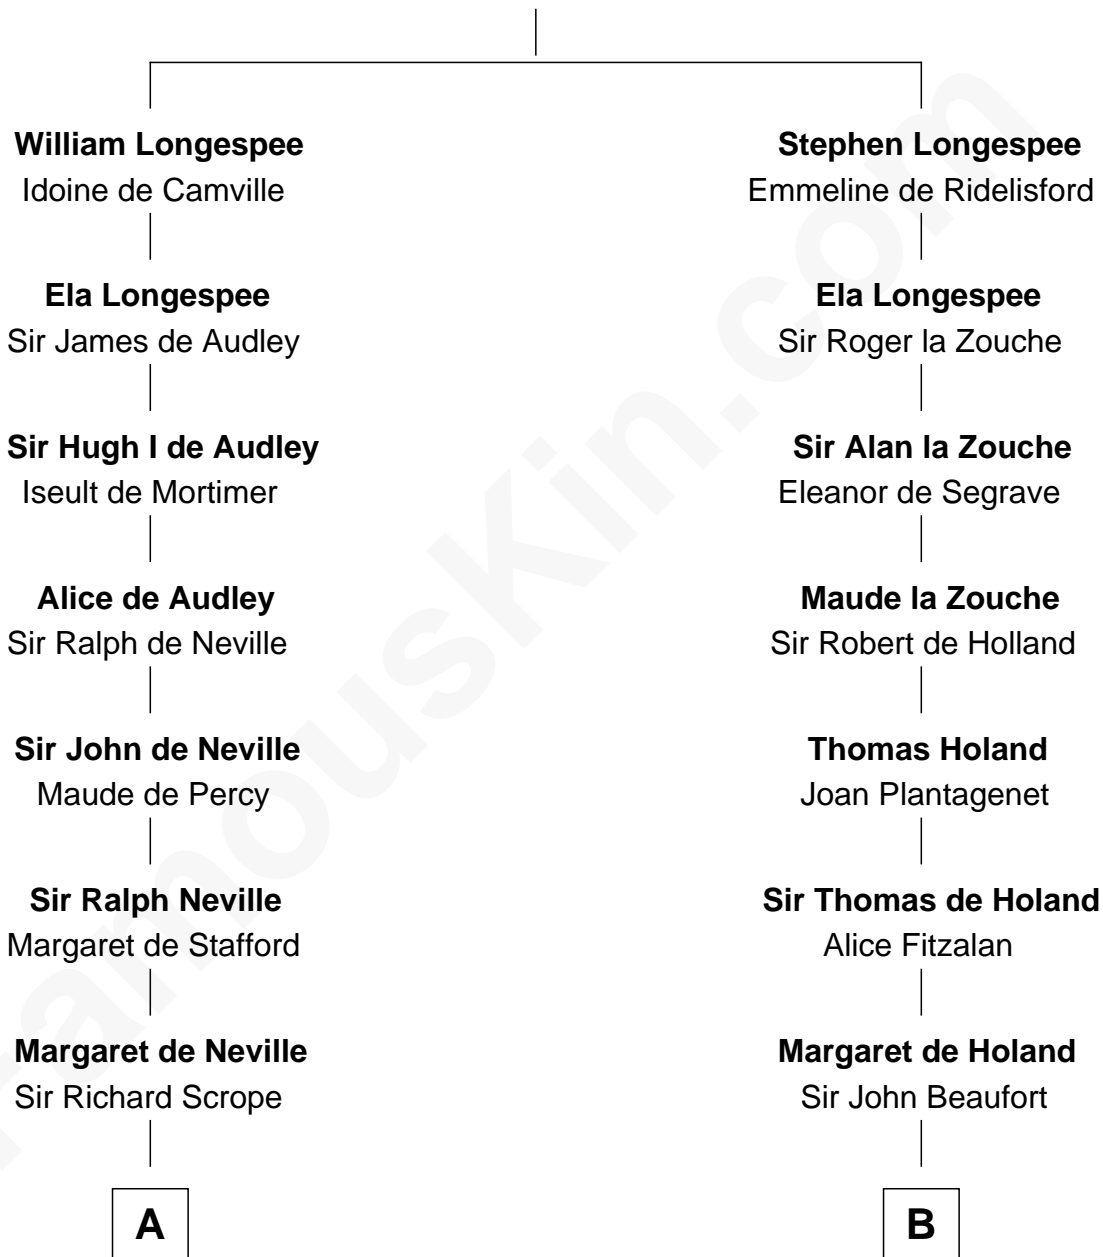 William Longespee
Idoine de Camville
Ela Longespee
Sir James de Audley
Sir Hugh I de Audley
Iseult de Mortimer
Alice de Audley
Sir Ralph de Neville
Sir John de Neville
Maude de Percy
Sir Ralph Neville
Margaret de Stafford
Margaret de Neville
Sir Richard Scrope
A
Stephen Longespee
Emmeline de Ridelisford
Ela Longespee
Sir Roger la Zouche
Sir Alan la Zouche
Eleanor de Segrave
Maude la Zouche
Sir Robert de Holland
Thomas Holand
Joan Plantagenet
Sir Thomas de Holand
Alice Fitzalan
Margaret de Holand
Sir John Beaufort
B
FamousKin.com